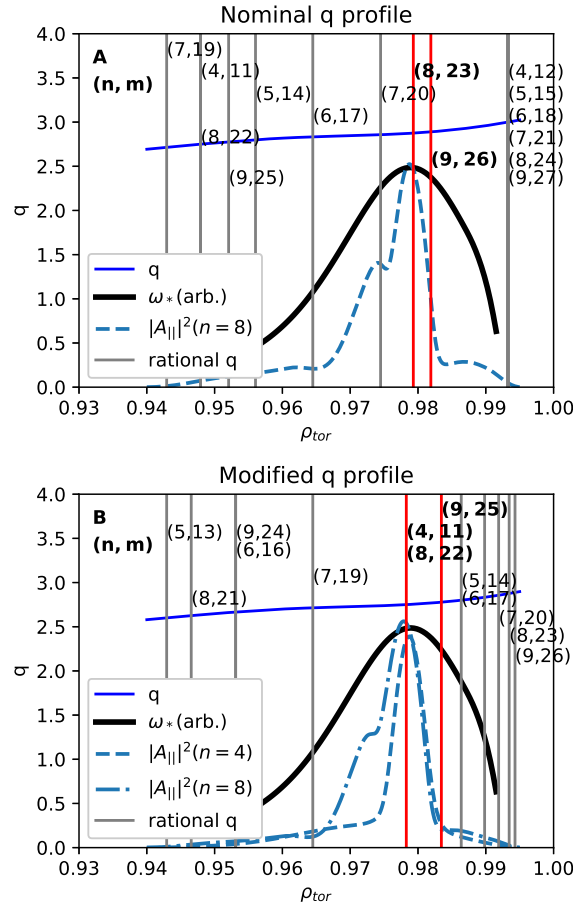 Nominal q profile
A
(n, m)
(7,19)
(4,11)
(8,22)
(9,25)
(5,14)
(6,17)
(7,20)
(8, 23)
(9, 26)
(4,12)
(5,15)
(6,18)
(7,21)
(8,24)
(9,27)
q
4.0
3.5
3.0
2.5
2.0
1.5
1.0
0.5
0.0
q
ω*(arb.)
|A||||²(n = 8)
rational q
0.93 0.94 0.95 0.96 0.97 0.98 0.99 1.00
ρtor
Modified q profile
B
(n, m)
(5,13)
(8,21)
(9,24)
(6,16)
(7,19)
(9, 25)
(4, 11)
(8, 22)
(5,14)
(6,17)
(7,20)
(8,23)
(9,26)
q
4.0
3.5
3.0
2.5
2.0
1.5
1.0
0.5
0.0
q
ω*(arb.)
|A||||²(n = 4)
|A||||²(n = 8)
rational q
0.93 0.94 0.95 0.96 0.97 0.98 0.99 1.00
ρtor